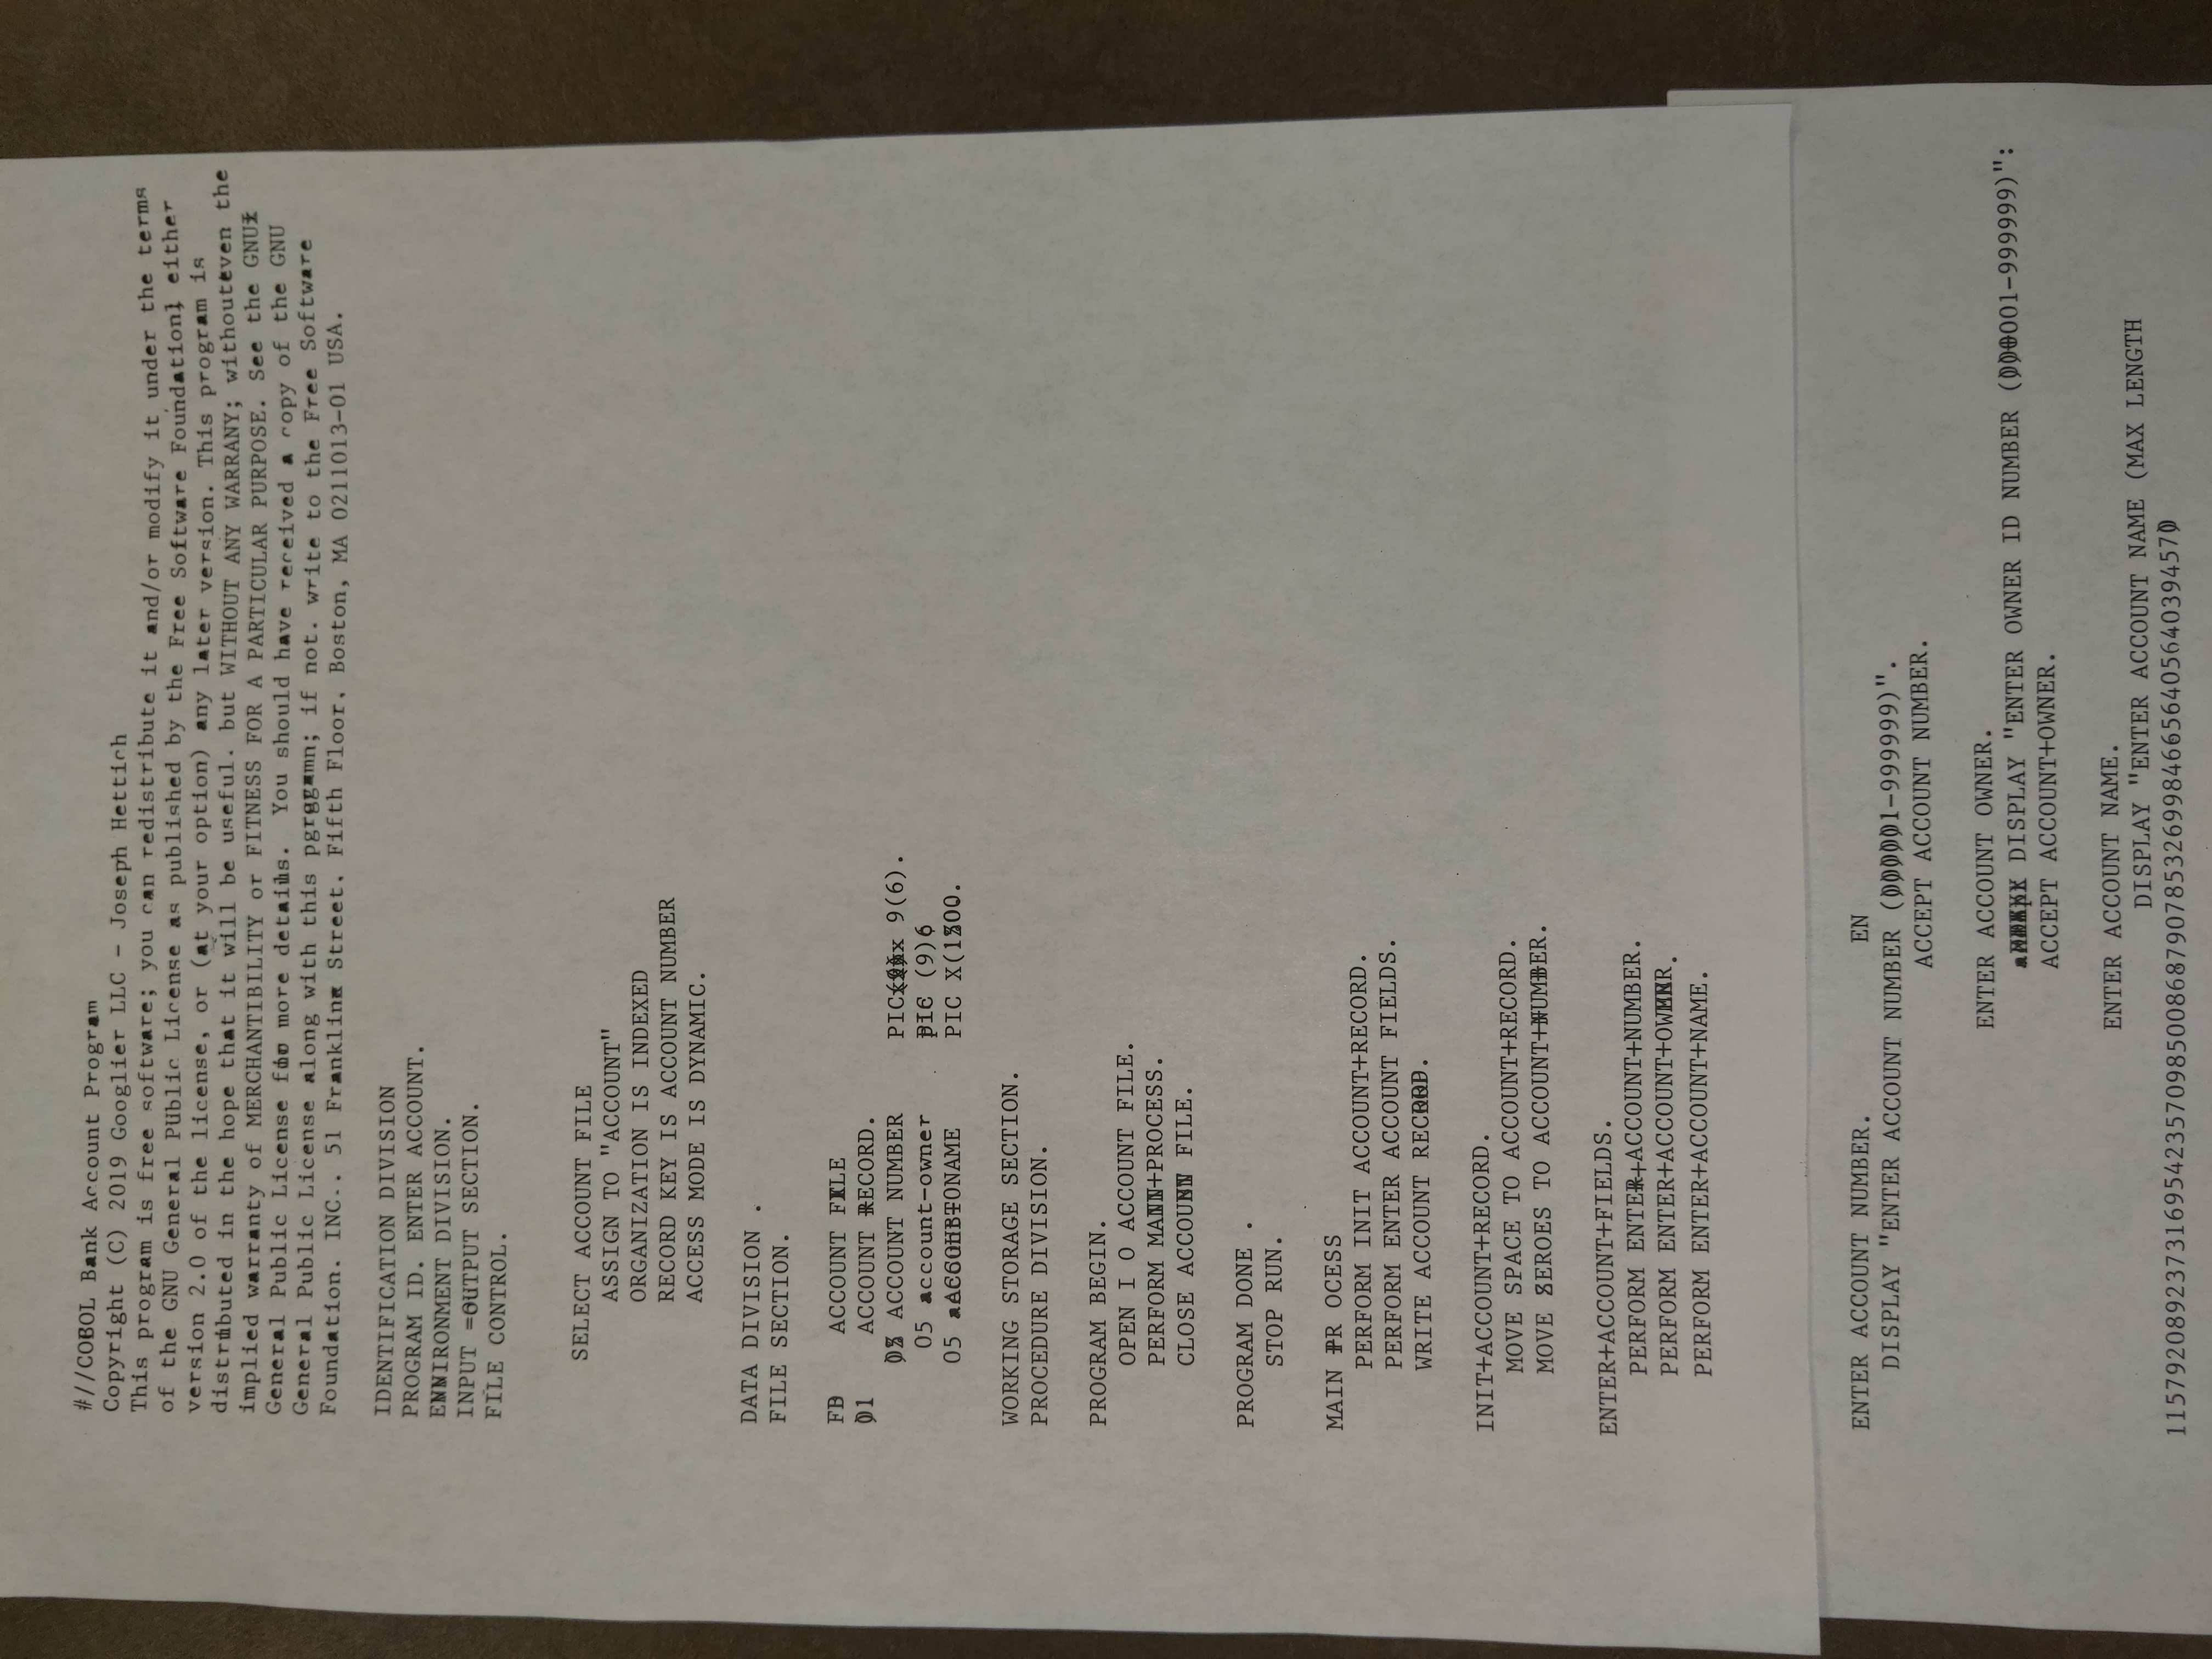 #//COBOL Bank Account Program
Copyright (C) 2019 Googlier LLC - Joseph Hettich
This program is free software; you can redistribute it and/or modify it under the terms
of the GNU General Public License as published by the Free Software Foundation; either
version 2.0 of the license, or (at your option) any later version. This program is
distributed in the hope that it will be useful. but WITHOUT ANY WARRANY; without even the
implied warranty of MERCHANTIBILITY or FITNESS FOR A PARTICULAR PURPOSE. See the GNU
General Public License for more details. You should have received a copy of the GNU
General Public License along with this if not. write to the Free Software
Foundation. INC.. 51 Franklin Street. Fifth Floor. Boston, MA 0211013-01 USA.
IDENTIFICATION DIVISION
PROGRAM ID. ENTER ACCOUNT.
ENVIRONMENT DIVISION.
INPUT =OUTPUT SECTION.
FILE CONTROL.
SELECT ACCOUNT FILE
ASSIGN TO "ACCOUNT"
ORGANIZATION IS INDEXED
RECORD KEY IS ACCOUNT NUMBER
ACCESS MODE IS DYNAMIC.
DATA DIVISION .
FILE SECTION.
FD ACCOUNT FILE
01 ACCOUNT RECORD.
05 ACCOUNT NUMBER PIC 9(6).
05 account-owner PIC (9)6
05 PIC
WORKING STORAGE SECTION.
PROCEDURE DIVISION.
PROGRAM BEGIN.
OPEN I O ACCOUNT FILE.
PERFORM MAIN+PROCESS.
CLOSE ACCOUNT FILE.
PROGRAM DONE .
STOP RUN.
MAIN PR OCESS
PERFORM INIT ACCOUNT+RECORD.
PERFORM ENTER ACCOUNT FIELDS.
WRITE ACCOUNT RECORD.
INIT+ACCOUNT+RECORD.
MOVE SPACE TO ACCOUNT+RECORD.
MOVE ZEROES TO ACCOUNT+NUMBER.
ENTER+ACCOUNT+FIELDS.
PERFORM ENTER+ACCOUNT+NUMBER.
PERFORM ENTER+ACCOUNT+OWNER.
PERFORM ENTER+ACCOUNT+NAME.
ENTER ACCOUNT NUMBER. EN
DISPLAY "ENTER ACCOUNT NUMBER (000001-999999)".
ACCEPT ACCOUNT NUMBER.
ENTER ACCOUNT OWNER.
DISPLAY "ENTER OWNER ID NUMBER (000001-999999)":
ACCEPT ACCOUNT+OWNER.
ENTER ACCOUNT NAME.
DISPLAY "ENTER ACCOUNT NAME (MAX LENGTH
115792089237316954235709850086879078532699846656405640394570